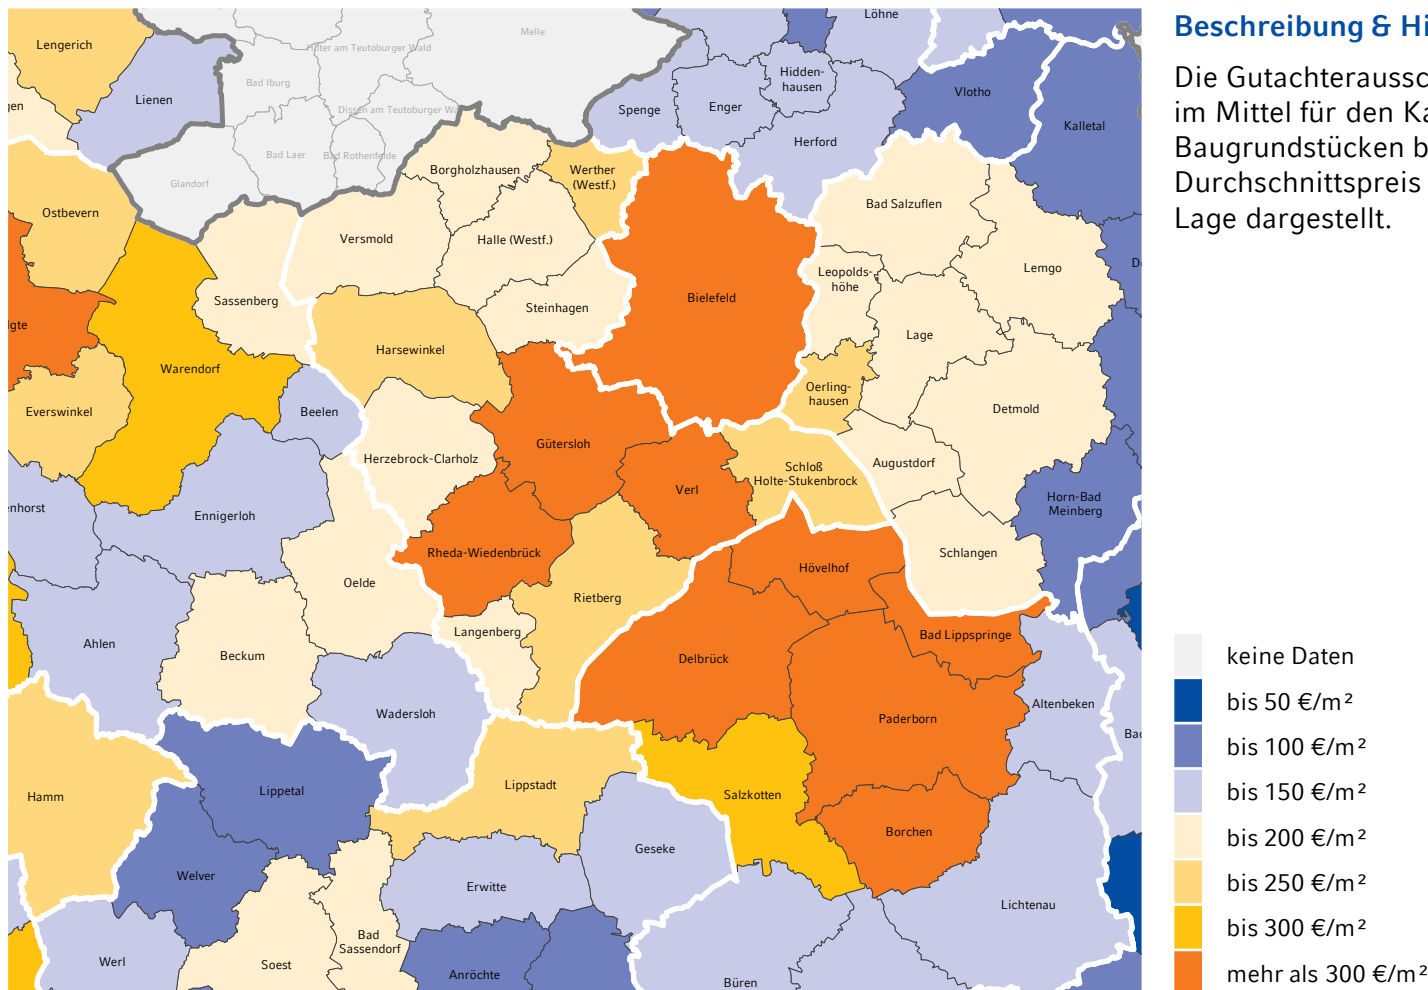 Beschreibung & Hi
Die Gutachteraussc
im Mittel für den Ka
Baugrundstücken b
Durchschnittspreis
Lage dargestellt.
Lengerich
Lienen
gen
Hilter am Teutoburger Wald
Melle
Bad Iburg
Dissen am Teutoburger Wa
Bad Laer
Bad Rothenfelde
Glandorf
Löhne
Hidden-
hausen
Spenge
Enger
Herford
Vlotho
Kalletal
Borgholzhausen
Werther
(Westf.)
Ostbevern
Versmold
Halle (Westf.)
Bad Salzuflen
Lemgo
Sassenberg
Steinhagen
Bielefeld
Leopolds-
höhe
Lage
lgte
Warendorf
Harsewinkel
Oerling-
hausen
Detmold
Everswinkel
Beelen
Herzebrock-Clarholz
Gütersloh
Verl
Schloß
Holte-Stukenbrock
Augustdorf
Horn-Bad
Meinberg
enhorst
Ennigerloh
Rheda-Wiedenbrück
Hövelhof
Schlangen
Oelde
Rietberg
Langenberg
Ahlen
Beckum
Delbrück
Bad Lippspringe
Altenbeken
Wadersloh
Paderborn
Bad
Hamm
Lippetal
Lippstadt
Salzkotten
Borchen
Welver
Geseke
Erwitte
Lichtenau
Werl
Soest
Bad
Sassendorf
Anröchte
Büren
keine Daten
bis 50 €/m²
bis 100 €/m²
bis 150 €/m²
bis 200 €/m²
bis 250 €/m²
bis 300 €/m²
mehr als 300 €/m²